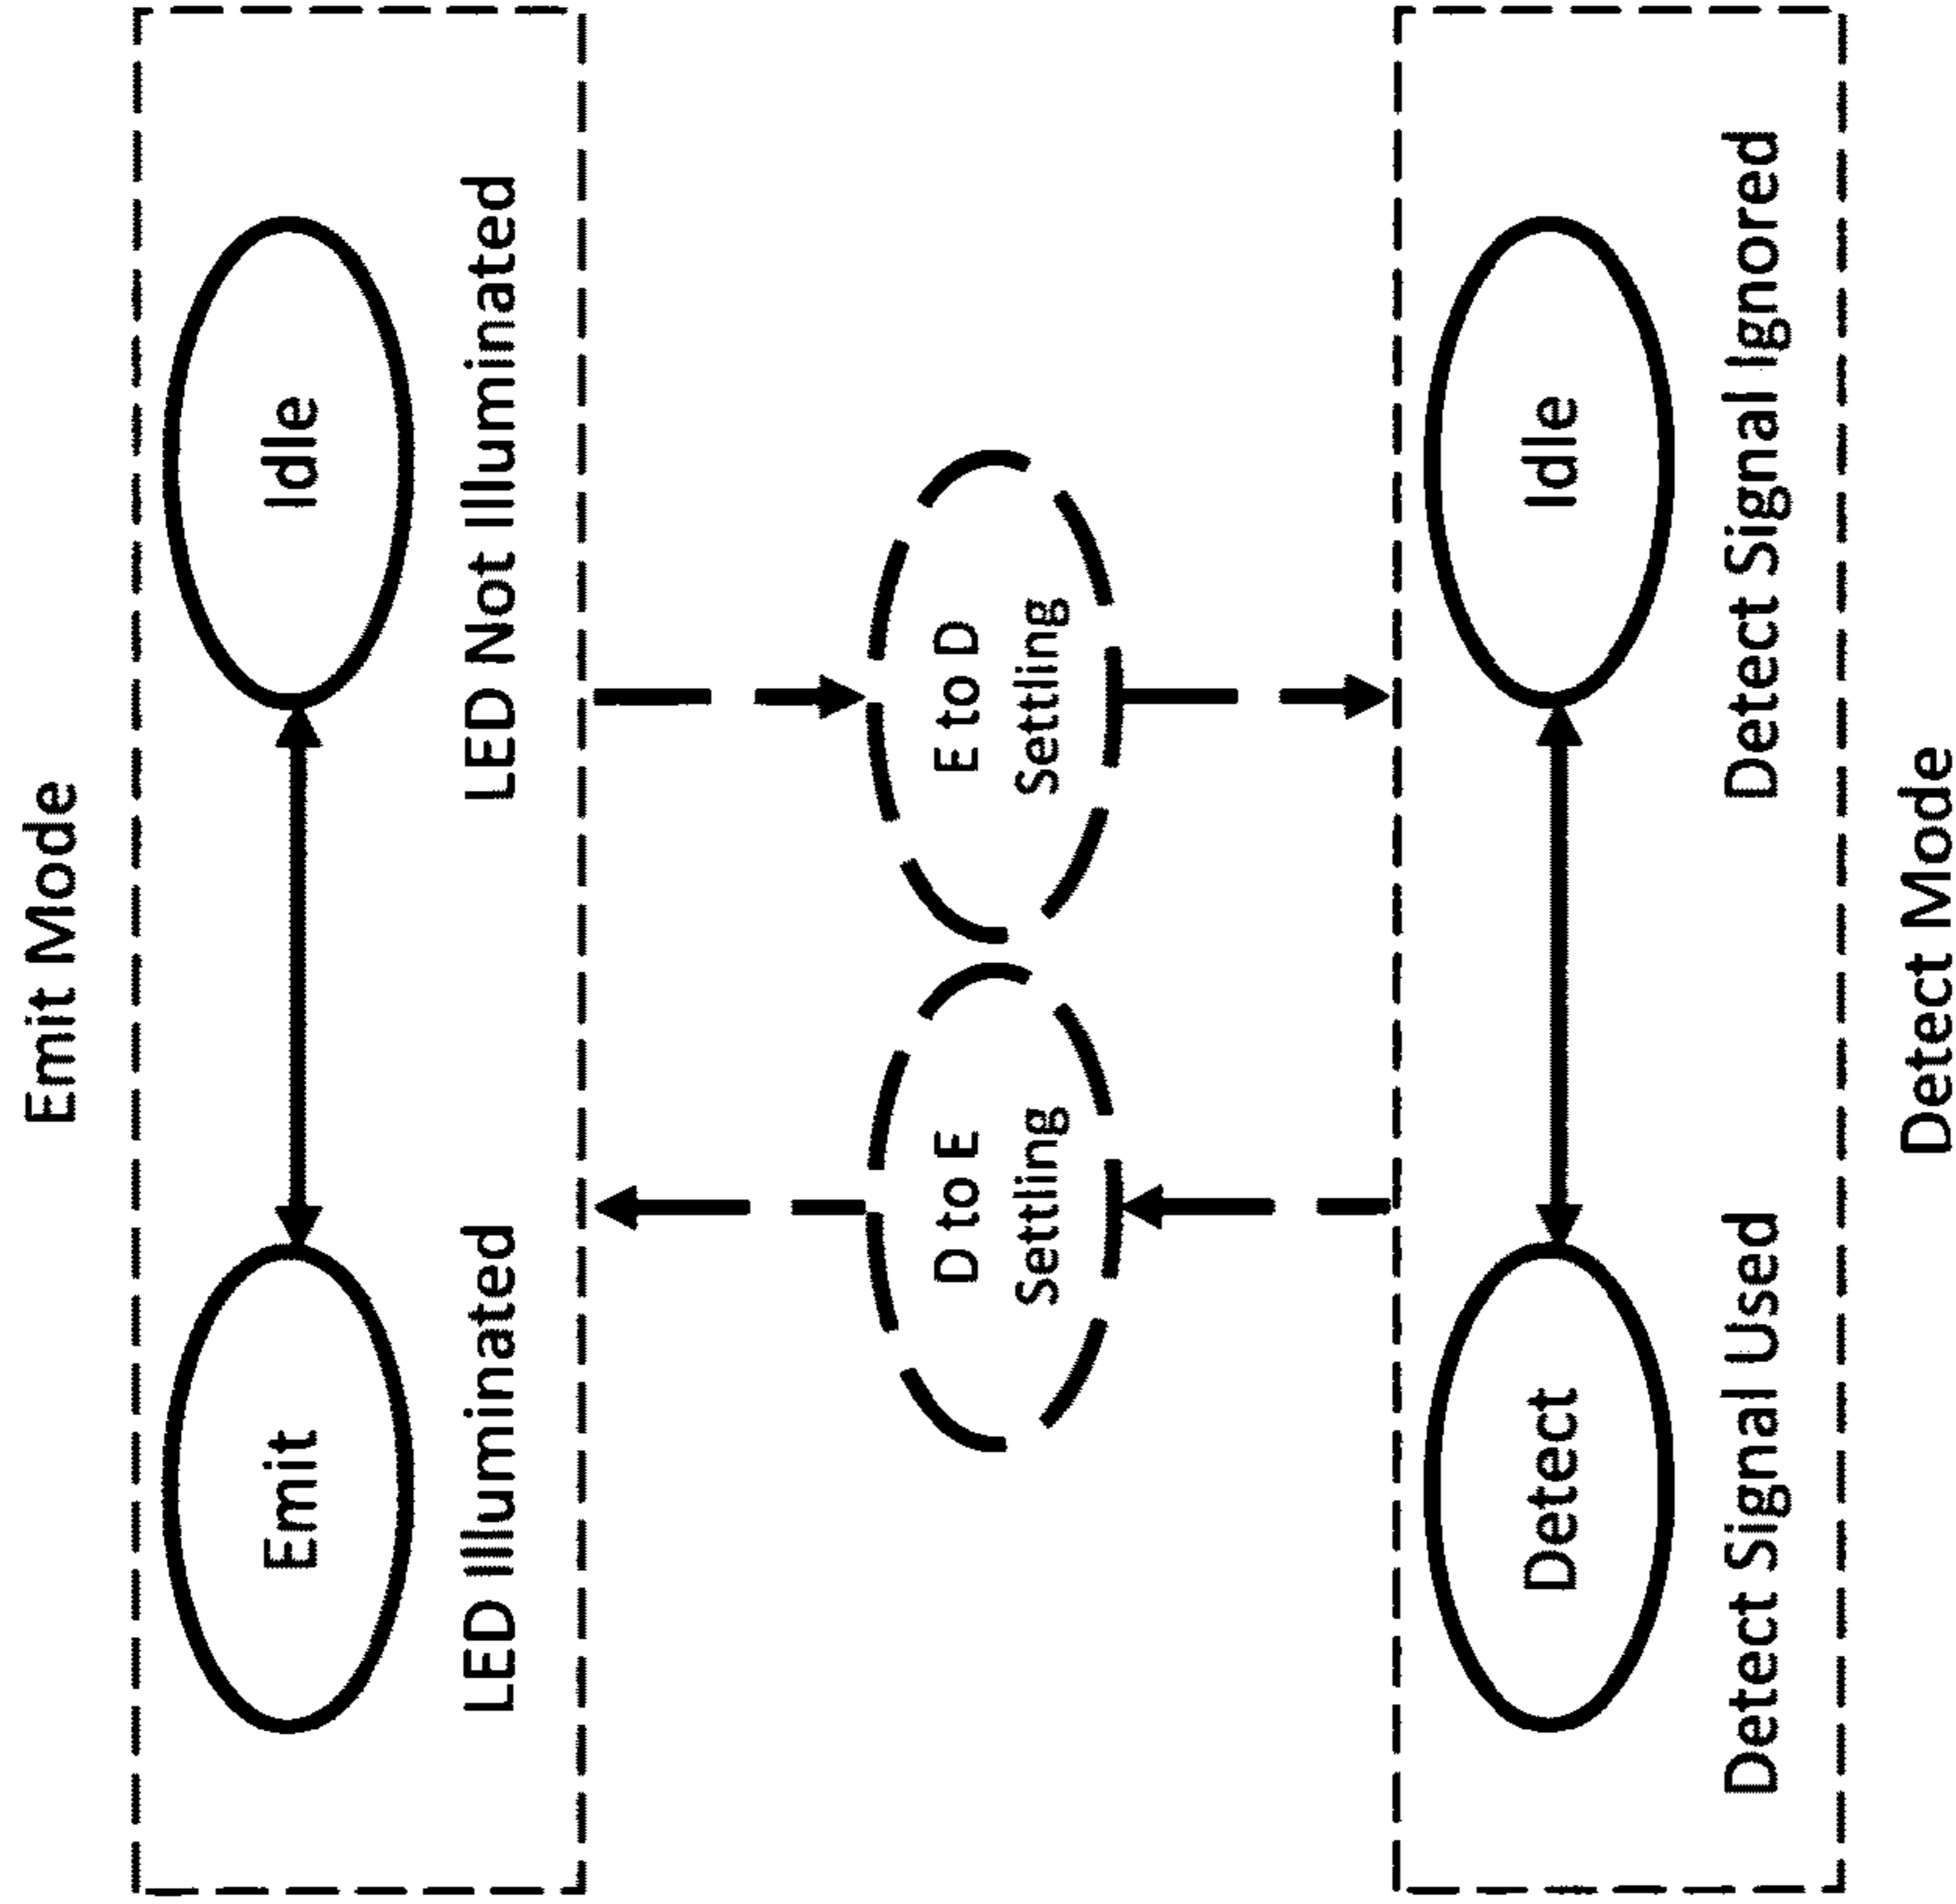 Emit Mode
Emit
Idle
LED Illuminated
LED Not Illuminated
D to E
Settling
E to D
Settling
Detect
Idle
Detect Signal Used
Detect Signal Ignored
Detect Mode